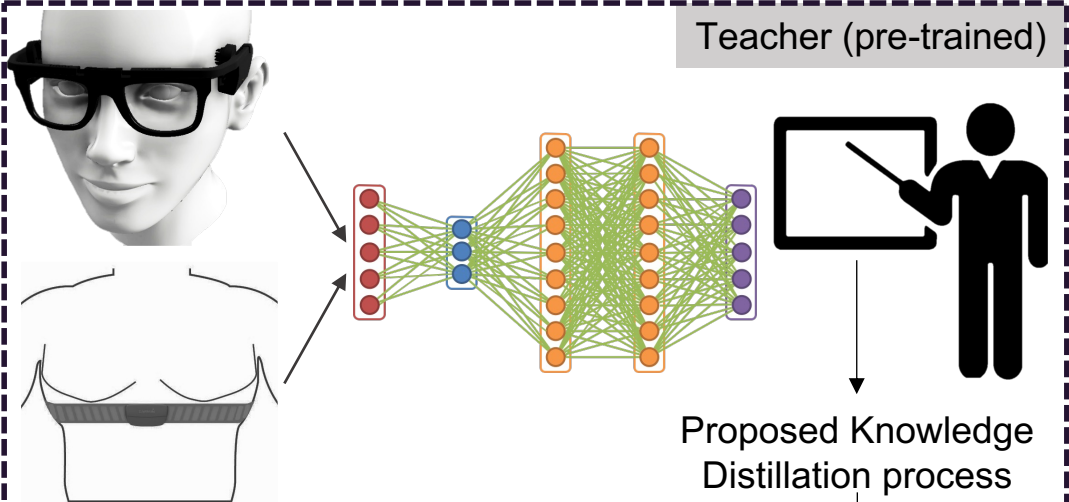 Teacher (pre-trained)
Proposed Knowledge
Distillation process